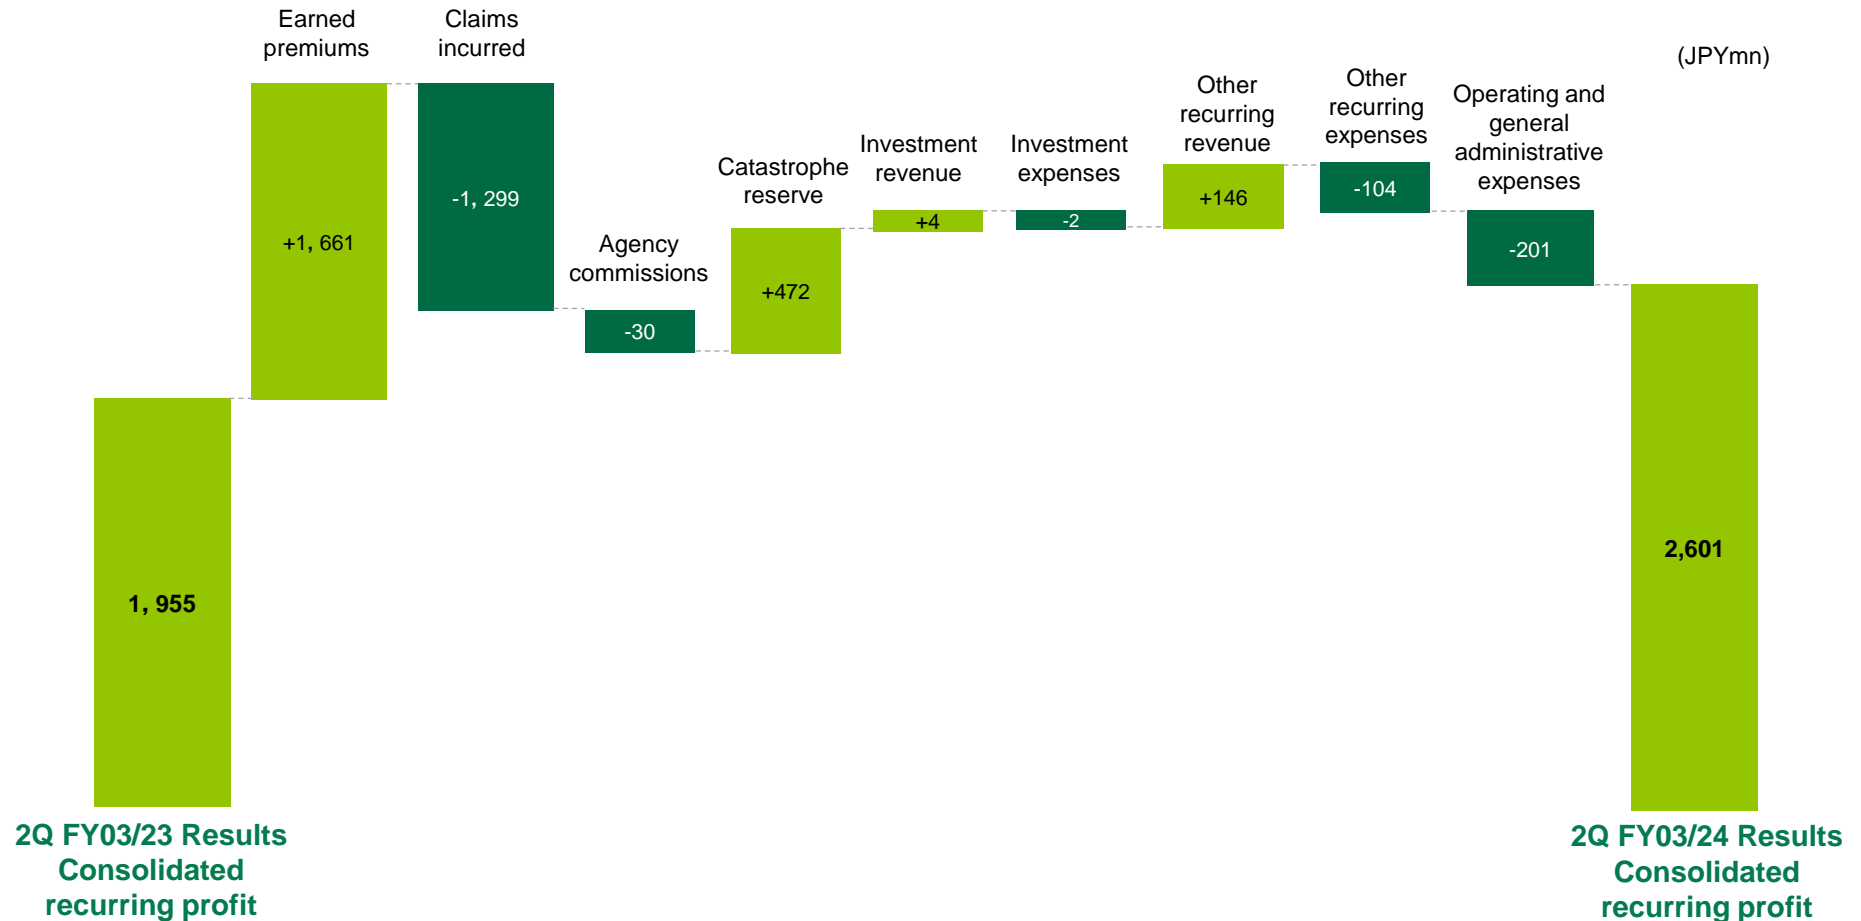 Earned
premiums
Claims
incurred
(JPYmn)
Other
recurring
revenue
Other
recurring
expenses
Operating and
general
administrative
expenses
Investment
revenue
Investment
expenses
Catastrophe
reserve
Agency
commissions
+1, 661
-1, 299
-30
+472
+4
-2
+146
-104
-201
1, 955
2,601
2Q FY03/23 Results
Consolidated
recurring profit
2Q FY03/24 Results
Consolidated
recurring profit